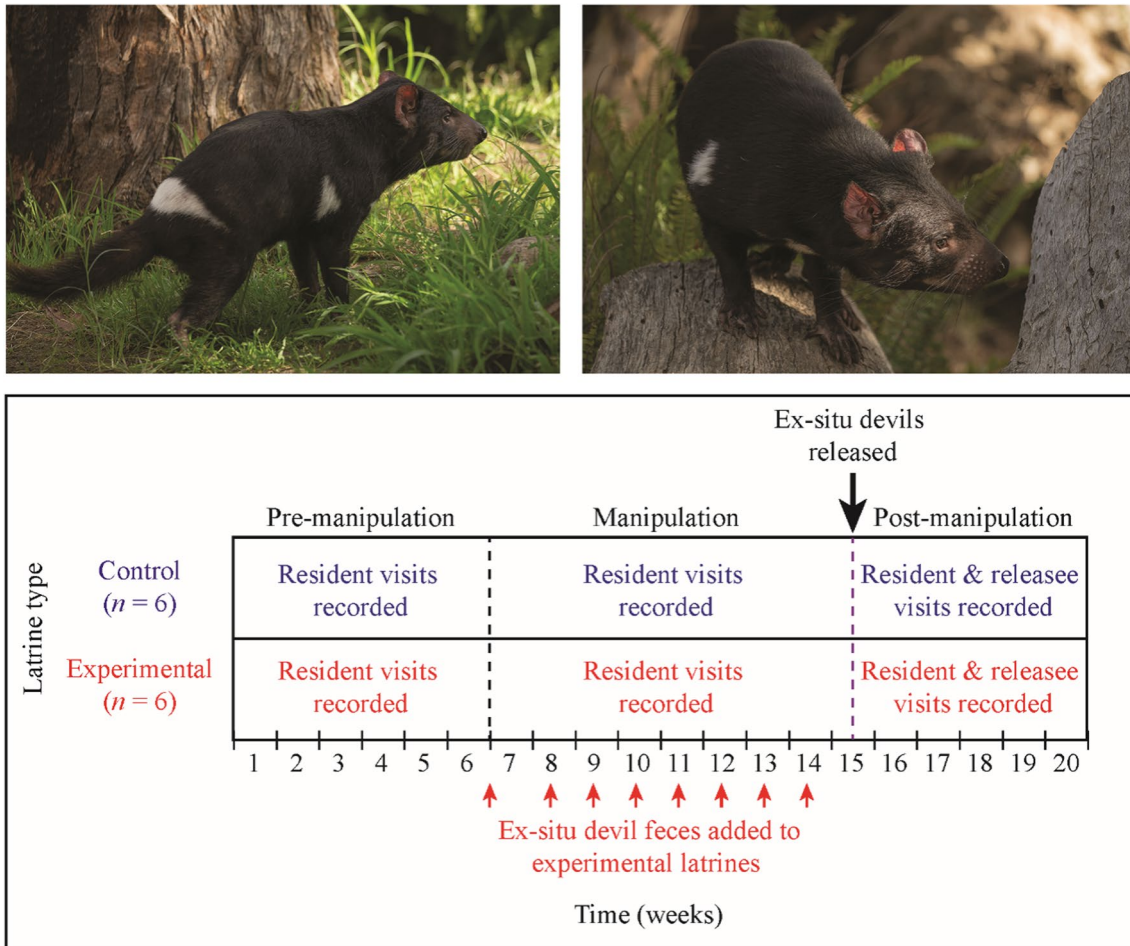 Ex-situ devils
released
Pre-manipulation
Manipulation
Post-manipulation
Latrine type
Control
(n = 6)
Resident visits
recorded
Resident visits
recorded
Resident & releasee
visits recorded
Experimental
(n = 6)
Resident visits
recorded
Resident visits
recorded
Resident & releasee
visits recorded
1 2 3 4 5 6 7 8 9 10 11 12 13 14 15 16 17 18 19 20
Ex-situ devil feces added to
experimental latrines
Time (weeks)